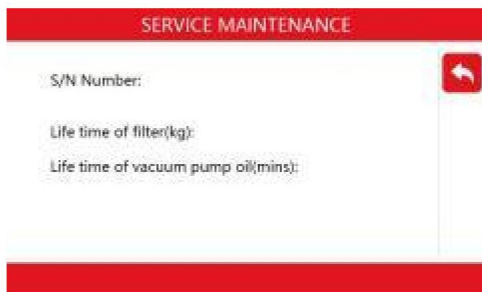 SERVICE MAINTENANCE
S/N Number:
Life time of filter(kg):
Life time of vacuum pump oil(mins):